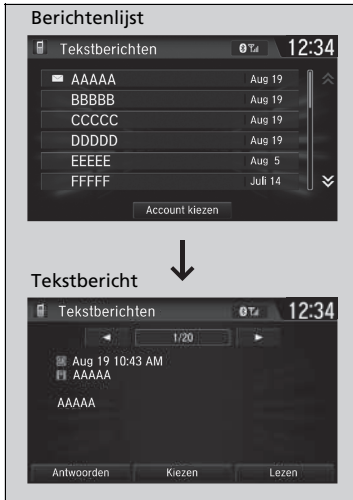 Berichtenlijst
Tekstberichten 12:34
AAAAA Aug 19
BBBBB Aug 19
CCCCC Aug 19
DDDDD Aug 19
EEEEE Aug 5
FFFFF Juli 14
Account kiezen
Tekstbericht
Tekstberichten 12:34
1/20
Aug 19 10:43 AM
AAAAA
AAAAA
Antwoorden Kiezen Lezen